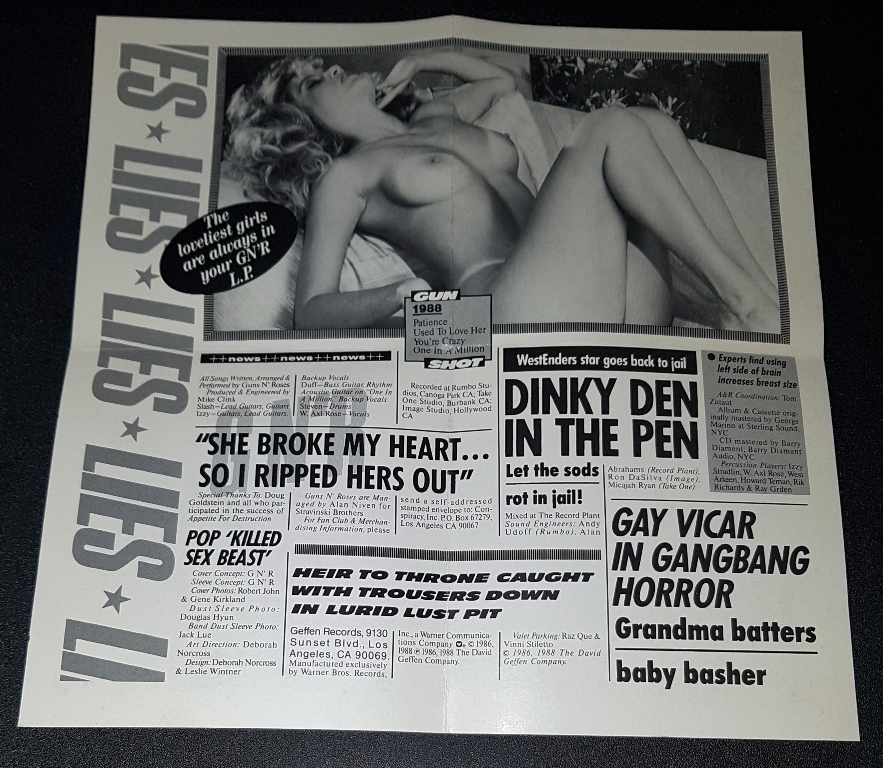 LIES ★ LIES ★ LIES ★ LIES ★ LI
The
loveliest girls
are always in
your GN'R
L.P.
GUN
1988
Patience
Used To Love Her
You're Crazy
One In A Million
SHOT
++news++news++news++
All Songs Written, Arranged &
Performed by Guns N' Roses
Produced & Engineered by
Mike Clink
Slash—Lead Guitars, Guitars
Izzy—Guitars, Lead Guitars,
Backup Vocals
Duff—Bass Guitar, Rhythm
Acoustic Guitar on "One In
A Million," Backup Vocals
Steven—Drums
W. Axl Rose—Vocals
Recorded at Rumbo Stu-
dios, Canoga Park CA; Take
One Studio, Burbank CA;
Image Studio, Hollywood
CA
"SHE BROKE MY HEART...
SO I RIPPED HERS OUT"
Special Thanks To: Doug
Goldstein and all who par-
ticipated in the success of
Appetite For Destruction
Guns N' Roses are Man-
aged by Alan Niven for
Stravinski Brothers
For Fan Club & Merchan-
dising Information, please
send a self-addressed
stamped envelope to: Con-
spiracy, Inc. P.O. Box 67279,
Los Angeles, CA 90067
POP 'KILLED
SEX BEAST'
Cover Concept: G N' R
Sleeve Concept: G N' R
Cover Photos: Robert John
& Gene Kirkland
Dust Sleeve Photo:
Douglas Hyun
Band Dust Sleeve Photo:
Jack Lue
Art Direction: Deborah
Norcross
Design: Deborah Norcross
& Leslie Wintner
HEIR TO THRONE CAUGHT
WITH TROUSERS DOWN
IN LURID LUST PIT
Geffen Records, 9130
Sunset Blvd., Los
Angeles, CA 90069.
Manufactured exclusively
by Warner Bros. Records,
Inc., a Warner Communica-
tions Company © 1986,
1988 ℗ 1986, 1988 The David
Geffen Company.
Valet Parking: Raz Que &
Vinni Stiletto
© 1986, 1988 The David
Geffen Company.
WestEnders star goes back to jail
DINKY DEN
IN THE PEN
Let the sods
rot in jail!
Mixed at The Record Plant
Sound Engineers: Andy
Udoff (Rumbo), Alan
Abrahams (Record Plant),
Ron DaSilva (Image),
Micajah Ryan (Take One)
● Experts find using
left side of brain
increases breast size
A&R Coordination: Tom
Zutaut
Album & Cassette orig-
inally mastered by George
Marino at Sterling Sound,
NYC
CD mastered by Barry
Diament, Barry Diament
Audio, NYC
Percussion Players: Izzy
Stradlin, W. Axl Rose, West
Arkeen, Howard Teman, Rik
Richards & Ray Grden
GAY VICAR
IN GANGBANG
HORROR
Grandma batters
baby basher